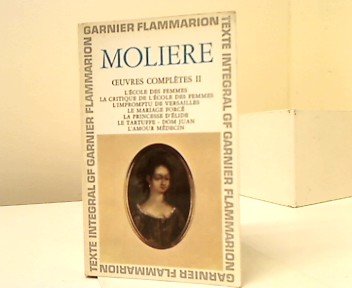 GARNIER FLAMMARION
MOLIERE
ŒUVRES COMPLÈTES II
L'ÉCOLE DES FEMMES
LA CRITIQUE DE L'ÉCOLE DES FEMMES
L'IMPROMPTU DE VERSAILLES
LE MARIAGE FORCÉ
LA PRINCESSE D'ÉLIDE
LE TARTUFFE - DOM JUAN
L'AMOUR MÉDECIN
TEXTE INTEGRAL GF GARNIER FLAMMARION
TEXTE INTEGRAL GF GARNIER FLAMMARION
GARNIER FLAMMARION